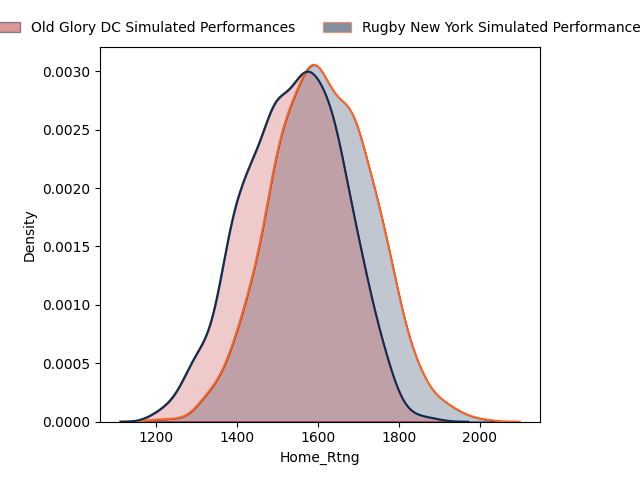 Old Glory DC Simulated Performances Rugby New York Simulated Performance
0.0030
0.0025
0.0020
0.0015
0.0010
0.0005
0.0000
Density
1200 1400 1600 1800 2000
Home_Rtng